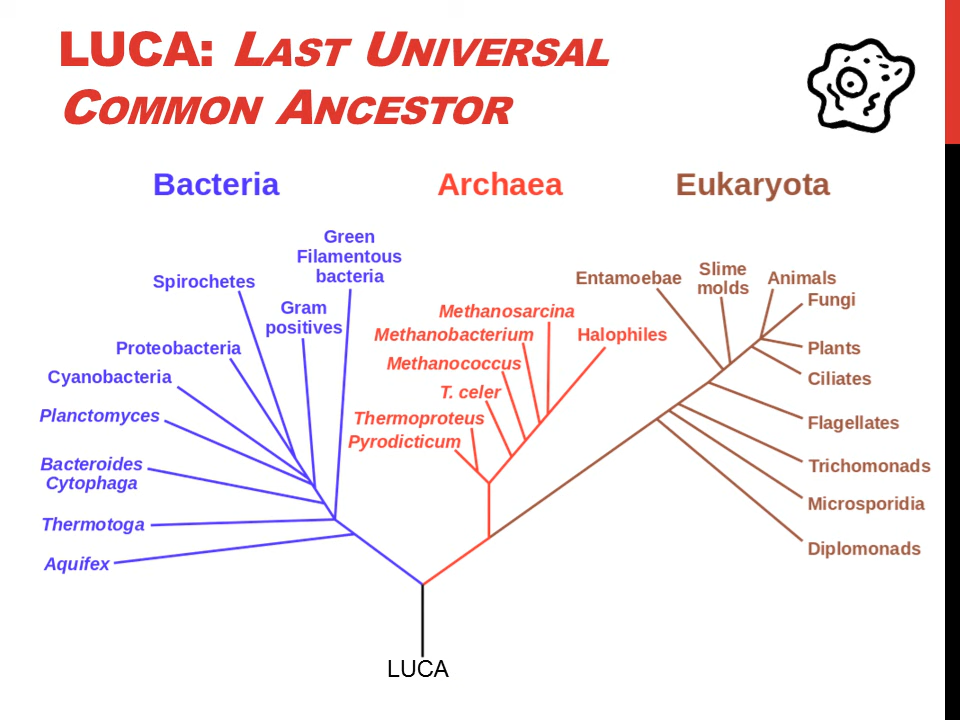 LUCA: LAST UNIVERSAL
COMMON ANCESTOR
Bacteria
Archaea
Eukaryota
Green
Filamentous
bacteria
Spirochetes
Gram
positives
Proteobacteria
Cyanobacteria
Planctomyces
Bacteroides
Cytophaga
Thermotoga
Aquifex
Methanosarcina
Methanobacterium
Halophiles
Methanococcus
T. celer
Thermoproteus
Pyrodicticum
Entamoebae
Slime
molds
Animals
Fungi
Plants
Ciliates
Flagellates
Trichomonads
Microsporidia
Diplomonads
LUCA